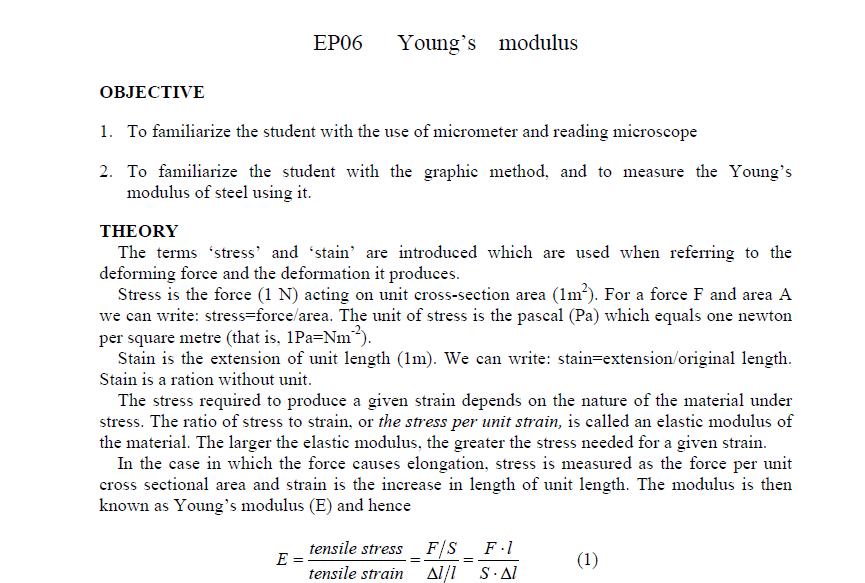 EP06 Young's modulus
OBJECTIVE
1. To familiarize the student with the use of micrometer and reading microscope
2. To familiarize the student with the graphic method, and to measure the Young's
modulus of steel using it.
THEORY
The terms ‘stress’ and ‘stain’ are introduced which are used when referring to the
deforming force and the deformation it produces.
Stress is the force (1 N) acting on unit cross-section area (1m²). For a force F and area A
we can write: stress=force/area. The unit of stress is the pascal (Pa) which equals one newton
per square metre (that is, 1Pa=Nm⁻²).
Stain is the extension of unit length (1m). We can write: stain=extension/original length.
Stain is a ration without unit.
The stress required to produce a given strain depends on the nature of the material under
stress. The ratio of stress to strain, or the stress per unit strain, is called an elastic modulus of
the material. The larger the elastic modulus, the greater the stress needed for a given strain.
In the case in which the force causes elongation, stress is measured as the force per unit
cross sectional area and strain is the increase in length of unit length. The modulus is then
known as Young's modulus (E) and hence
E = tensile stress / tensile strain = F/S / Δl/l = F·l / S·Δl (1)